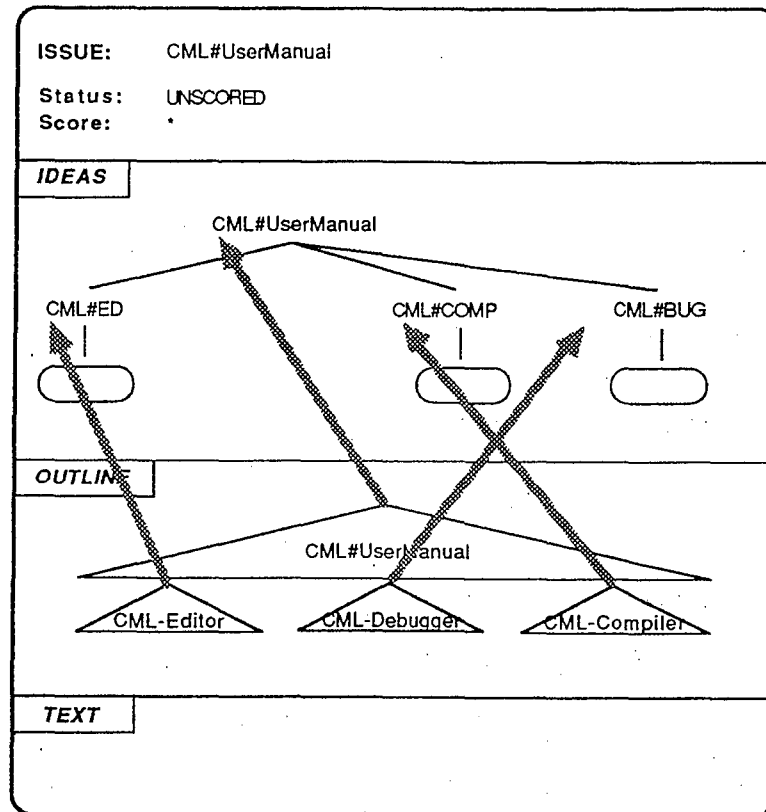 ISSUE: CML#UserManual
Status: UNSCORED
Score: *
IDEAS
CML#UserManual
CML#ED CML#COMP CML#BUG
OUTLINE
CML#UserManual
CML-Editor CML-Debugger CML-Compiler
TEXT